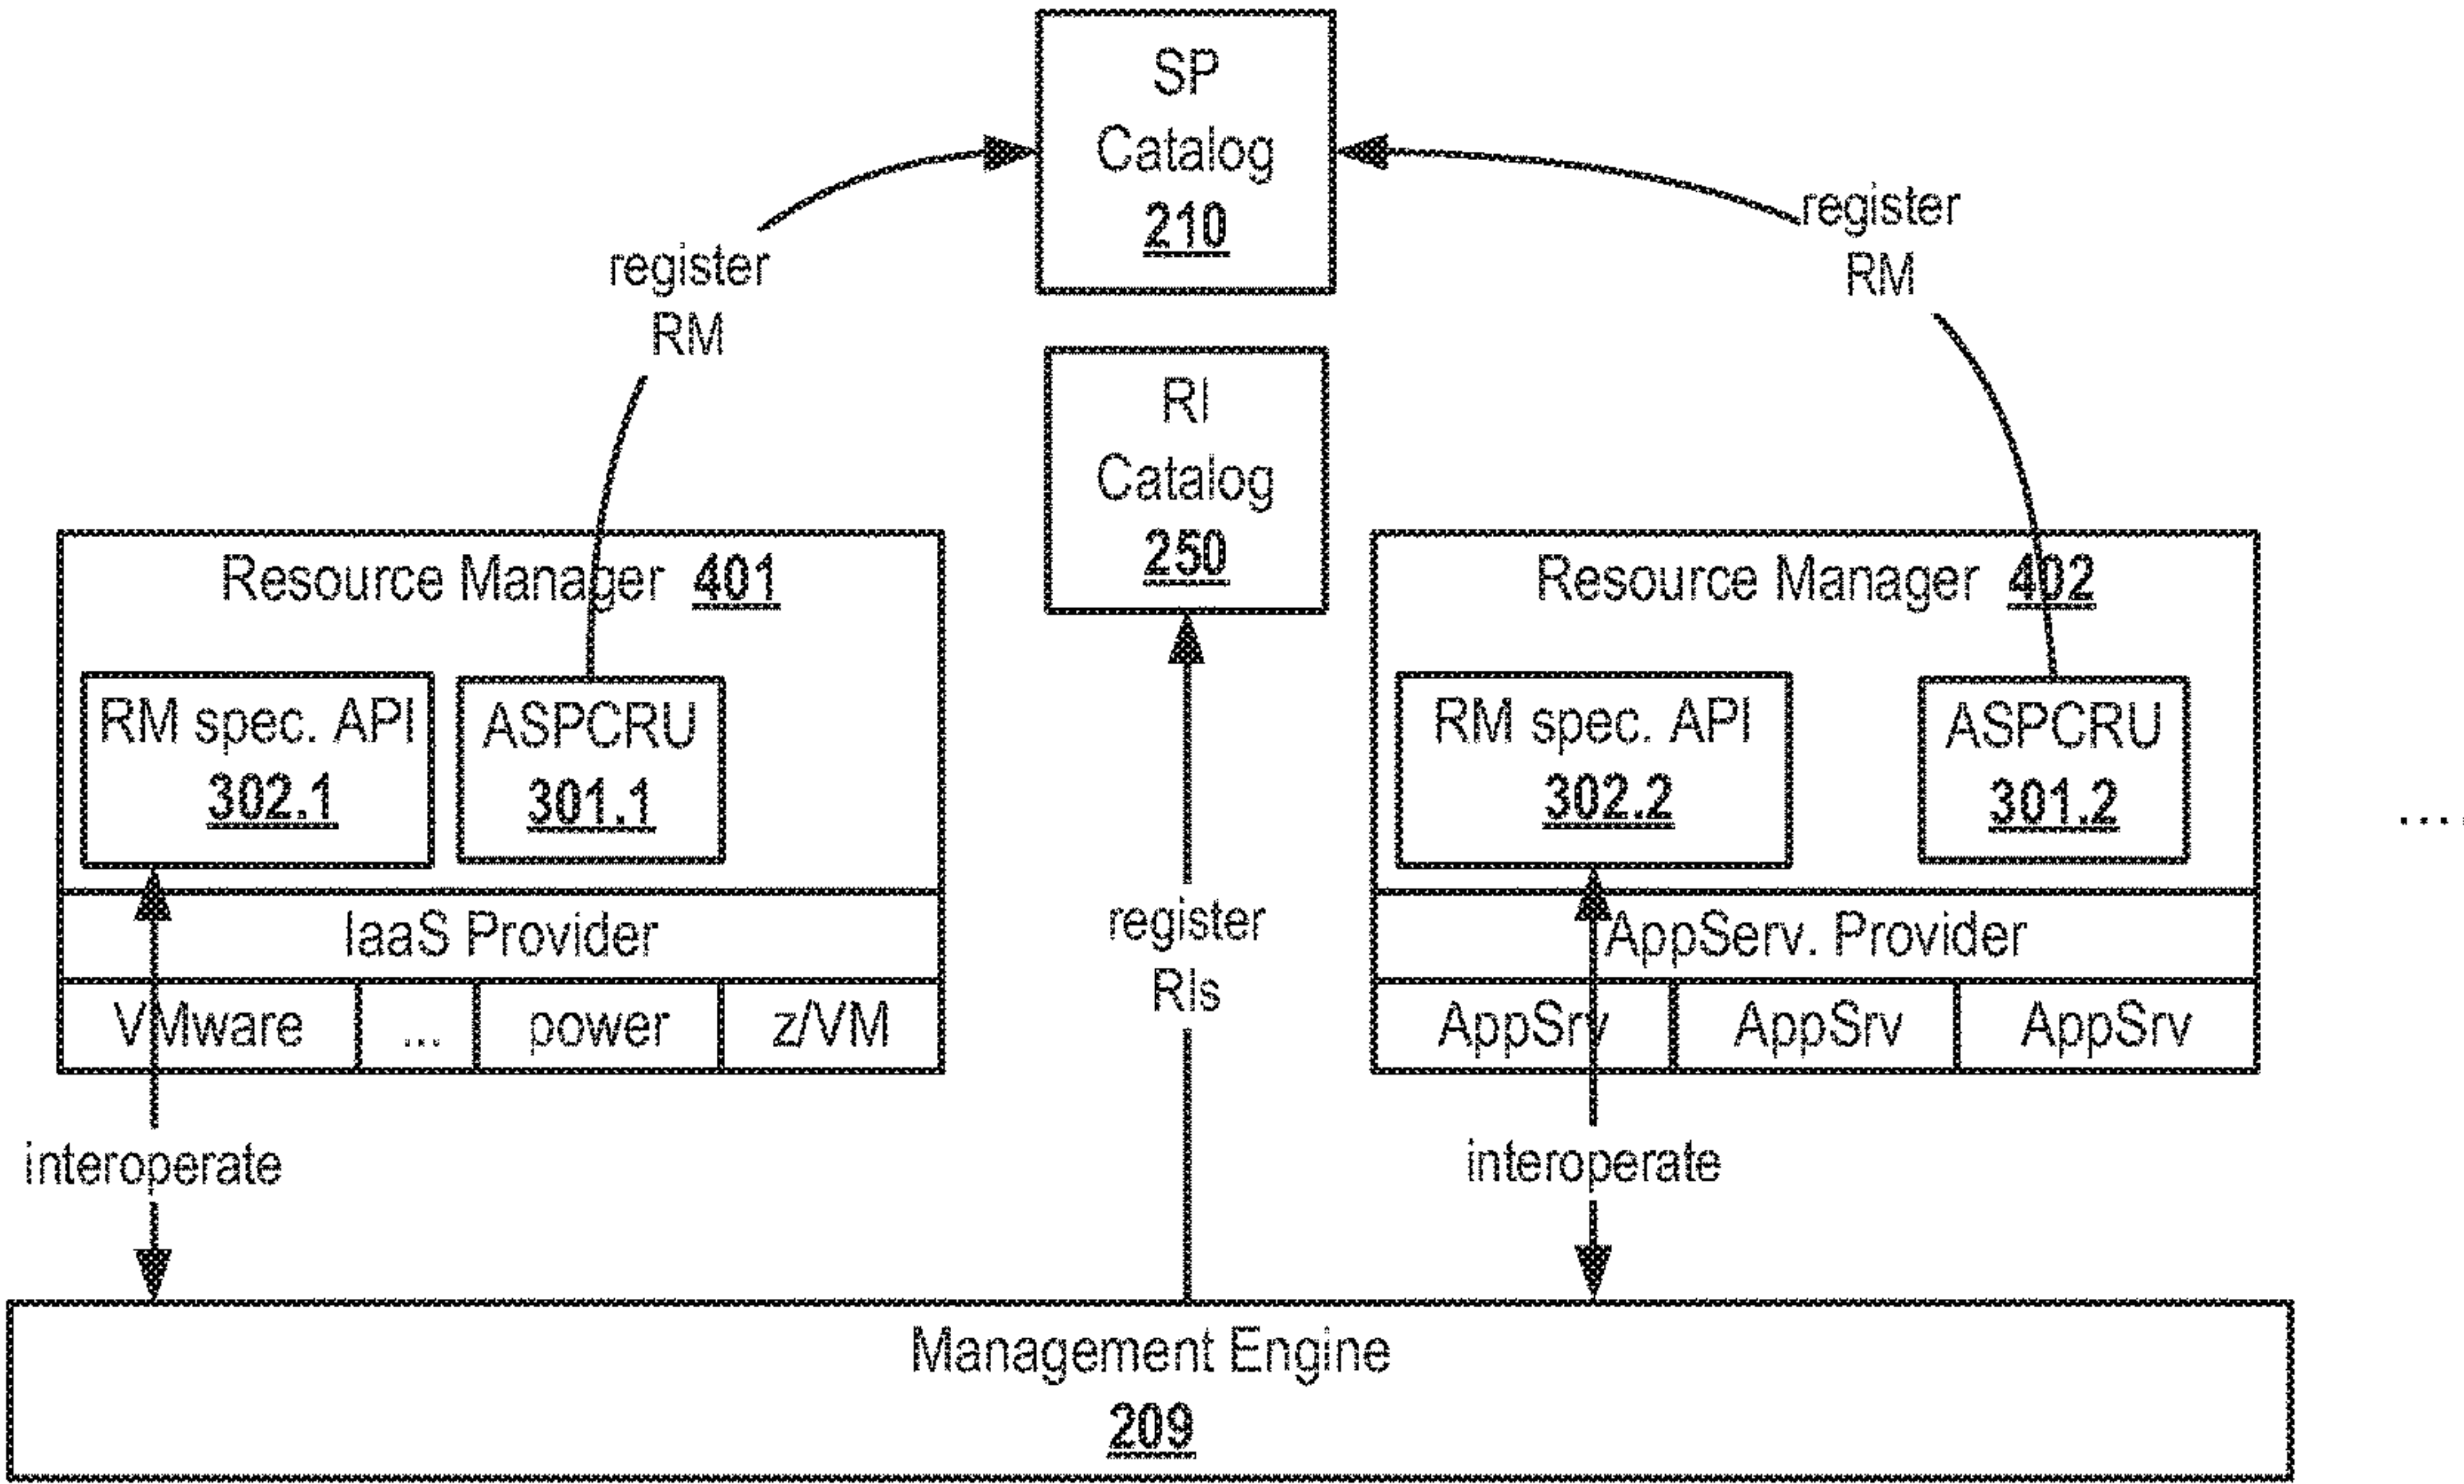 SP
Catalog
210
register
RM
register
RM
RI
Catalog
250
Resource Manager 401
RM spec. API
302.1
ASPCRU
301.1
IaaS Provider
VMware
...
power
z/VM
Resource Manager 402
RM spec. API
302.2
ASPCRU
301.2
AppServ. Provider
AppSrv
AppSrv
AppSrv
....
register
RIs
interoperate
interoperate
Management Engine
209